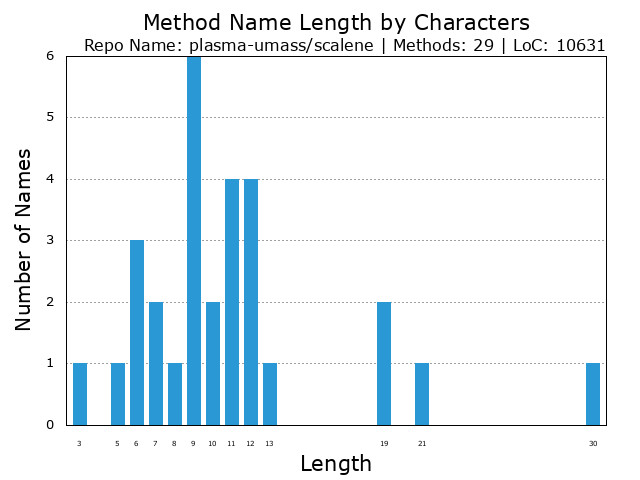 Method Name Length by Characters
Repo Name: plasma-umass/scalene | Methods: 29 | LoC: 10631
6
5
4
3
2
1
0
Number of Names
3 5 6 7 8 9 10 11 12 13 19 21 30
Length